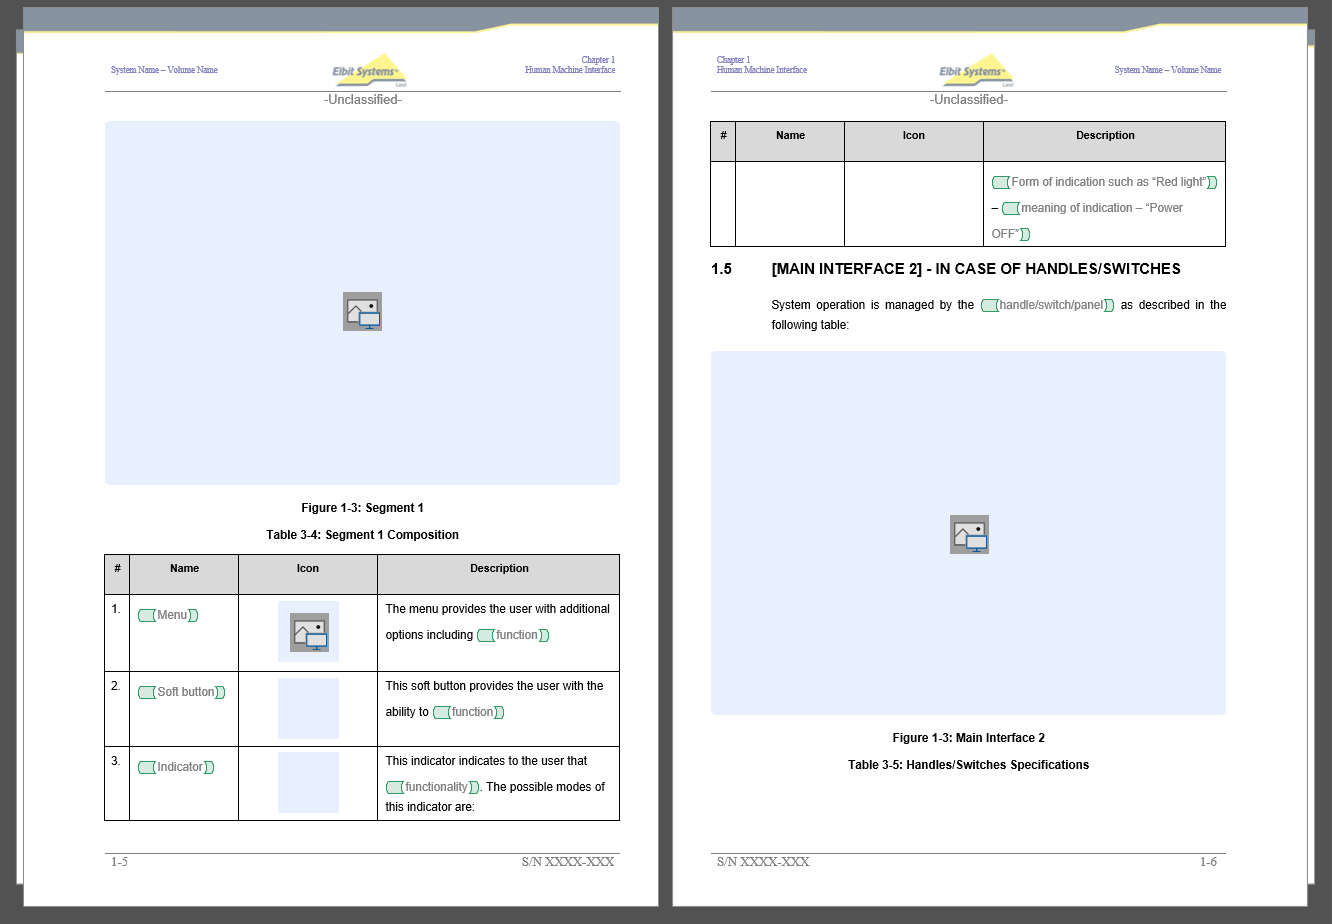 System Name – Volume Name
Elbit Systems™
Land
Chapter 1
Human Machine Interface
-Unclassified-
Figure 1-3: Segment 1
Table 3-4: Segment 1 Composition
# Name Icon Description
1. Menu The menu provides the user with additional
options including function
2. Soft button This soft button provides the user with the
ability to function
3. Indicator This indicator indicates to the user that
functionality. The possible modes of
this indicator are:
1-5 S/N XXXX-XXX
Chapter 1
Human Machine Interface
Elbit Systems™
Land
System Name – Volume Name
-Unclassified-
# Name Icon Description
Form of indication such as “Red light”
– meaning of indication – “Power
OFF”
1.5 [MAIN INTERFACE 2] - IN CASE OF HANDLES/SWITCHES
System operation is managed by the handle/switch/panel as described in the
following table:
Figure 1-3: Main Interface 2
Table 3-5: Handles/Switches Specifications
S/N XXXX-XXX 1-6